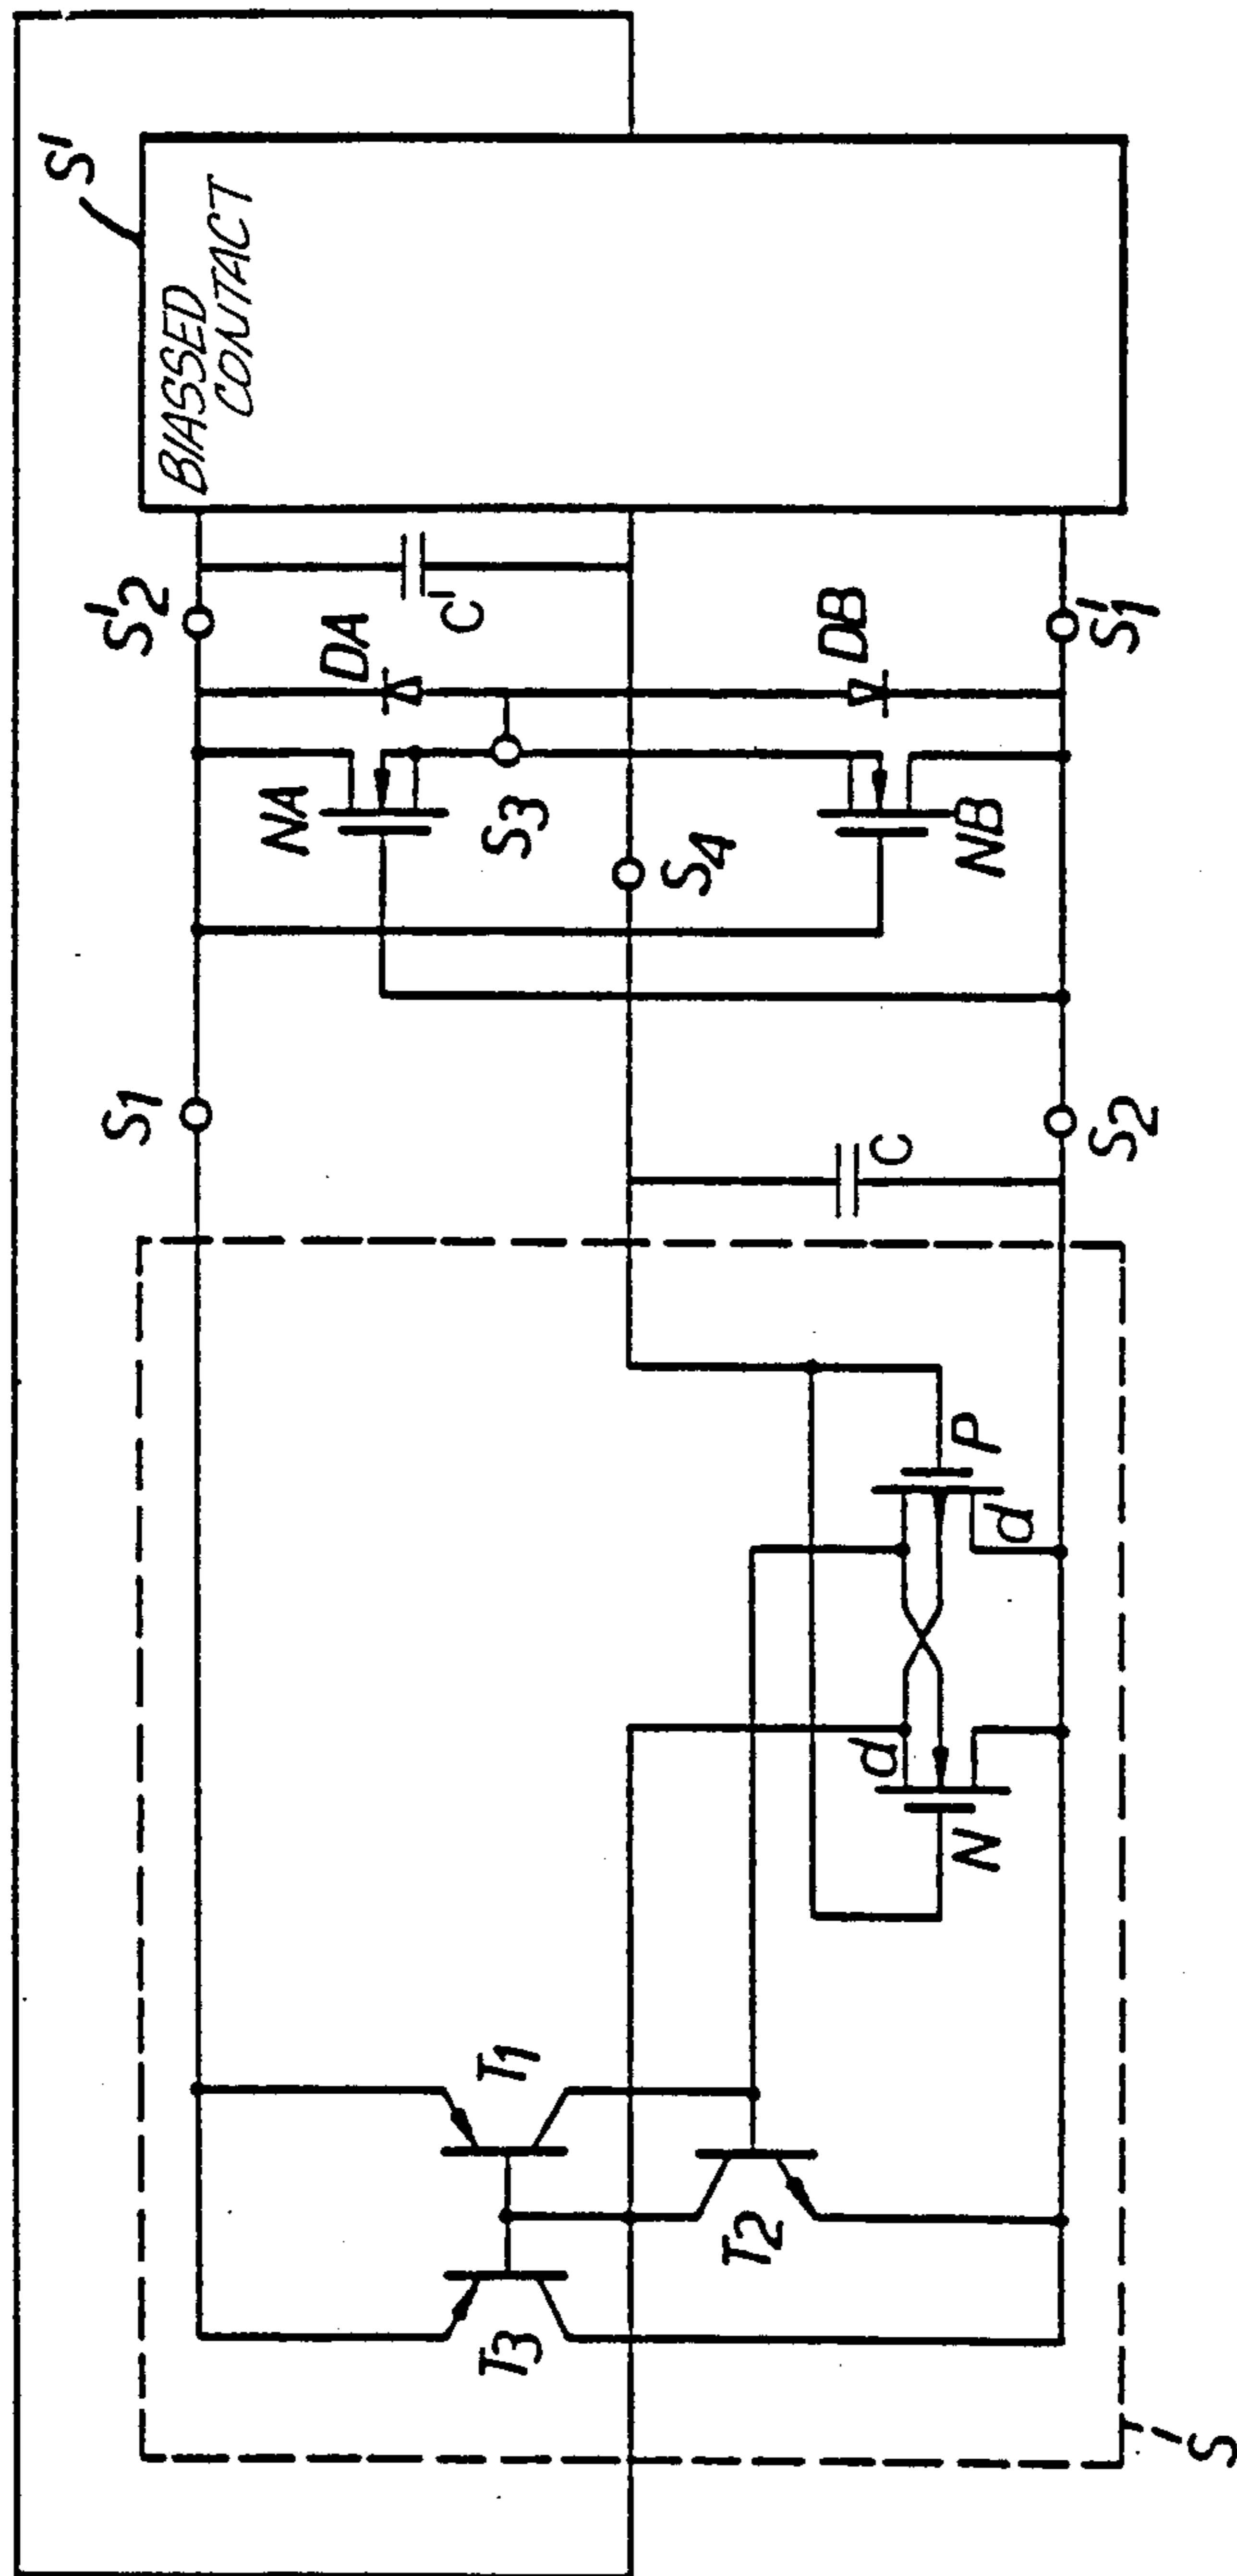 S'
BIASSED
CONTACT
S'2
C'
DA
DB
S'1
NA
S3
S4
NB
S1
C
S2
P
d
d
N
T1
T2
T3
S